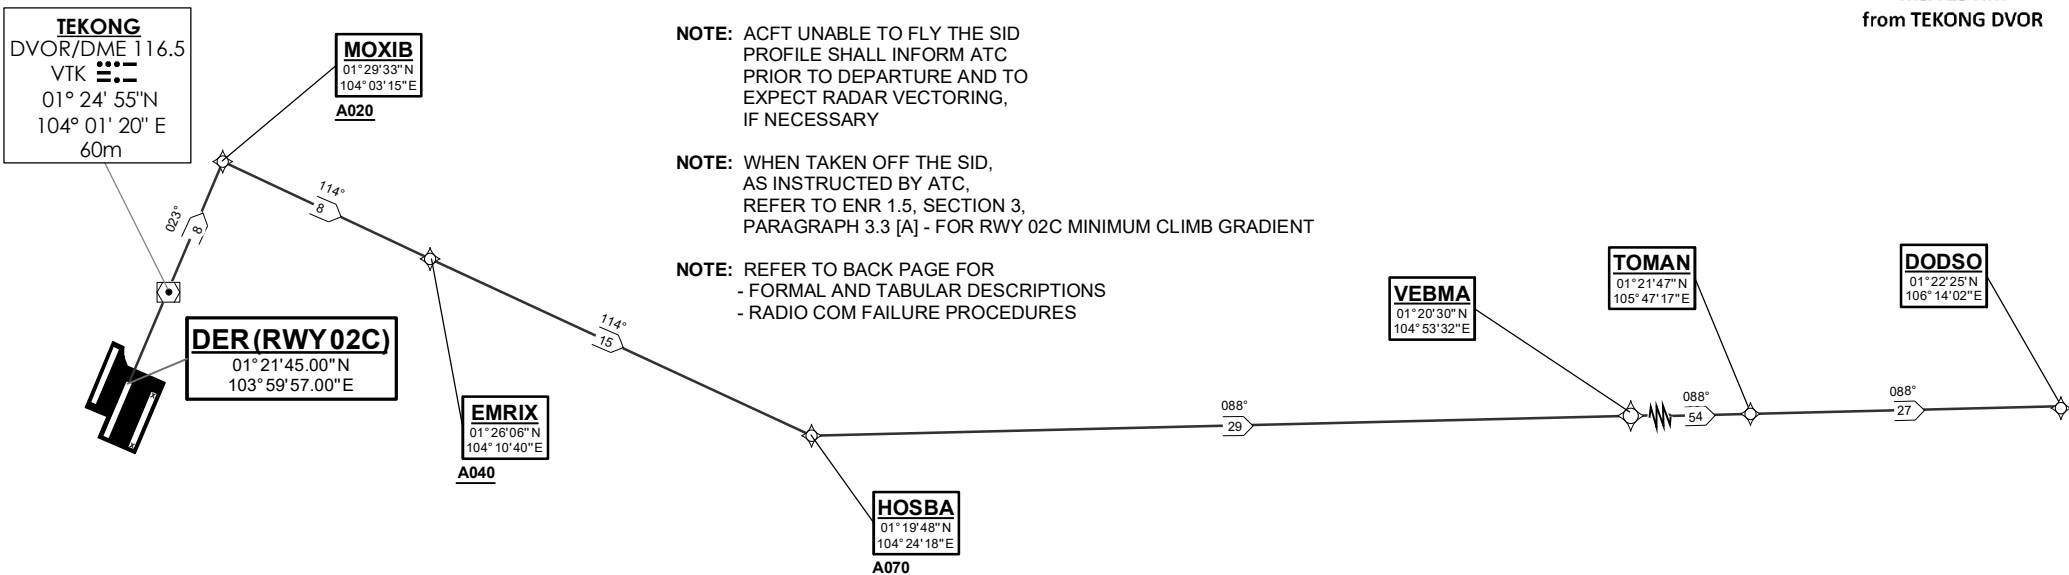 from TEKONG DVOR
TEKONG
DVOR/DME 116.5
VTK
01° 24' 55"N
104° 01' 20" E
60m
MOXIB
01°29'33"N
104°03'15"E
A020
NOTE: ACFT UNABLE TO FLY THE SID
PROFILE SHALL INFORM ATC
PRIOR TO DEPARTURE AND TO
EXPECT RADAR VECTORING,
IF NECESSARY
NOTE: WHEN TAKEN OFF THE SID,
AS INSTRUCTED BY ATC,
REFER TO ENR 1.5, SECTION 3,
PARAGRAPH 3.3 [A] - FOR RWY 02C MINIMUM CLIMB GRADIENT
NOTE: REFER TO BACK PAGE FOR
- FORMAL AND TABULAR DESCRIPTIONS
- RADIO COM FAILURE PROCEDURES
023°
8
114°
8
114°
15
DER (RWY 02C)
01°21'45.00"N
103°59'57.00"E
EMRIX
01°26'06"N
104°10'40"E
A040
HOSBA
01°19'48"N
104°24'18"E
A070
088°
29
VEBMA
01°20'30"N
104°53'32"E
088°
54
TOMAN
01°21'47"N
105°47'17"E
088°
27
DODSO
01°22'25"N
106°14'02"E